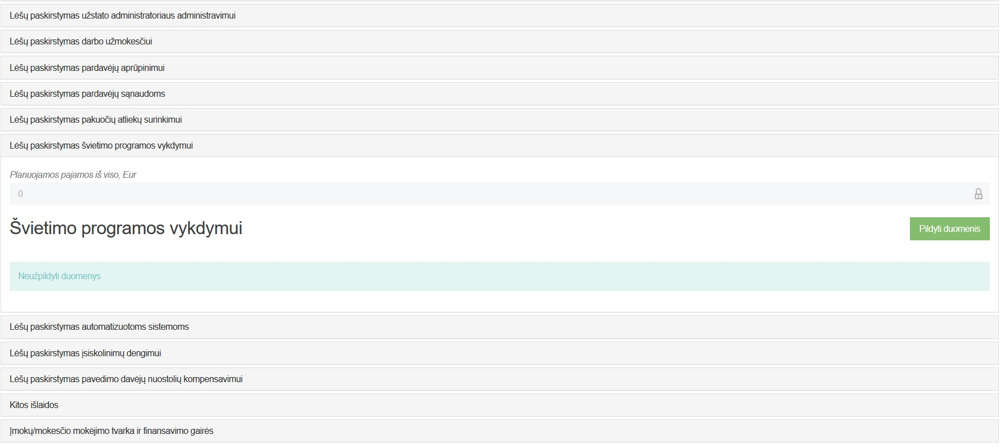 Lėšų paskirstymas užstato administratoriaus administravimui
Lėšų paskirstymas darbo užmokesčiui
Lėšų paskirstymas pardavėjų aprūpinimui
Lėšų paskirstymas pardavėjų sąnaudoms
Lėšų paskirstymas pakuočių atliekų surinkimui
Lėšų paskirstymas švietimo programos vykdymui
Planuojamos pajamos iš viso, Eur
0
Švietimo programos vykdymui
Pildyti duomenis
Neužpildyti duomenys
Lėšų paskirstymas automatizuotoms sistemoms
Lėšų paskirstymas įsiskolinimų dengimui
Lėšų paskirstymas pavedimo davėjų nuostolių kompensavimui
Kitos išlaidos
Įmokų/mokesčio mokėjimo tvarka ir finansavimo gairės